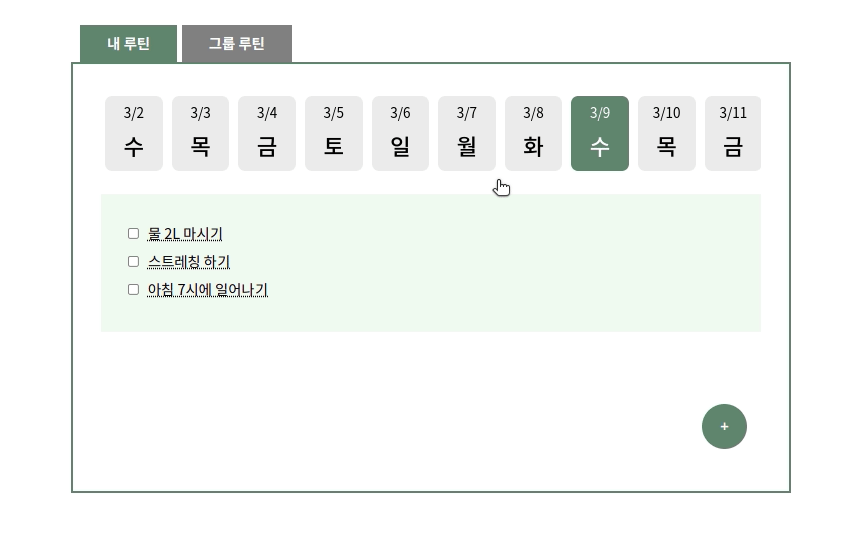 내 루틴 그룹 루틴
3/2 3/3 3/4 3/5 3/6 3/7 3/8 3/9 3/10 3/11
수 목 금 토 일 월 화 수 목 금
물 2L 마시기
스트레칭 하기
아침 7시에 일어나기
+